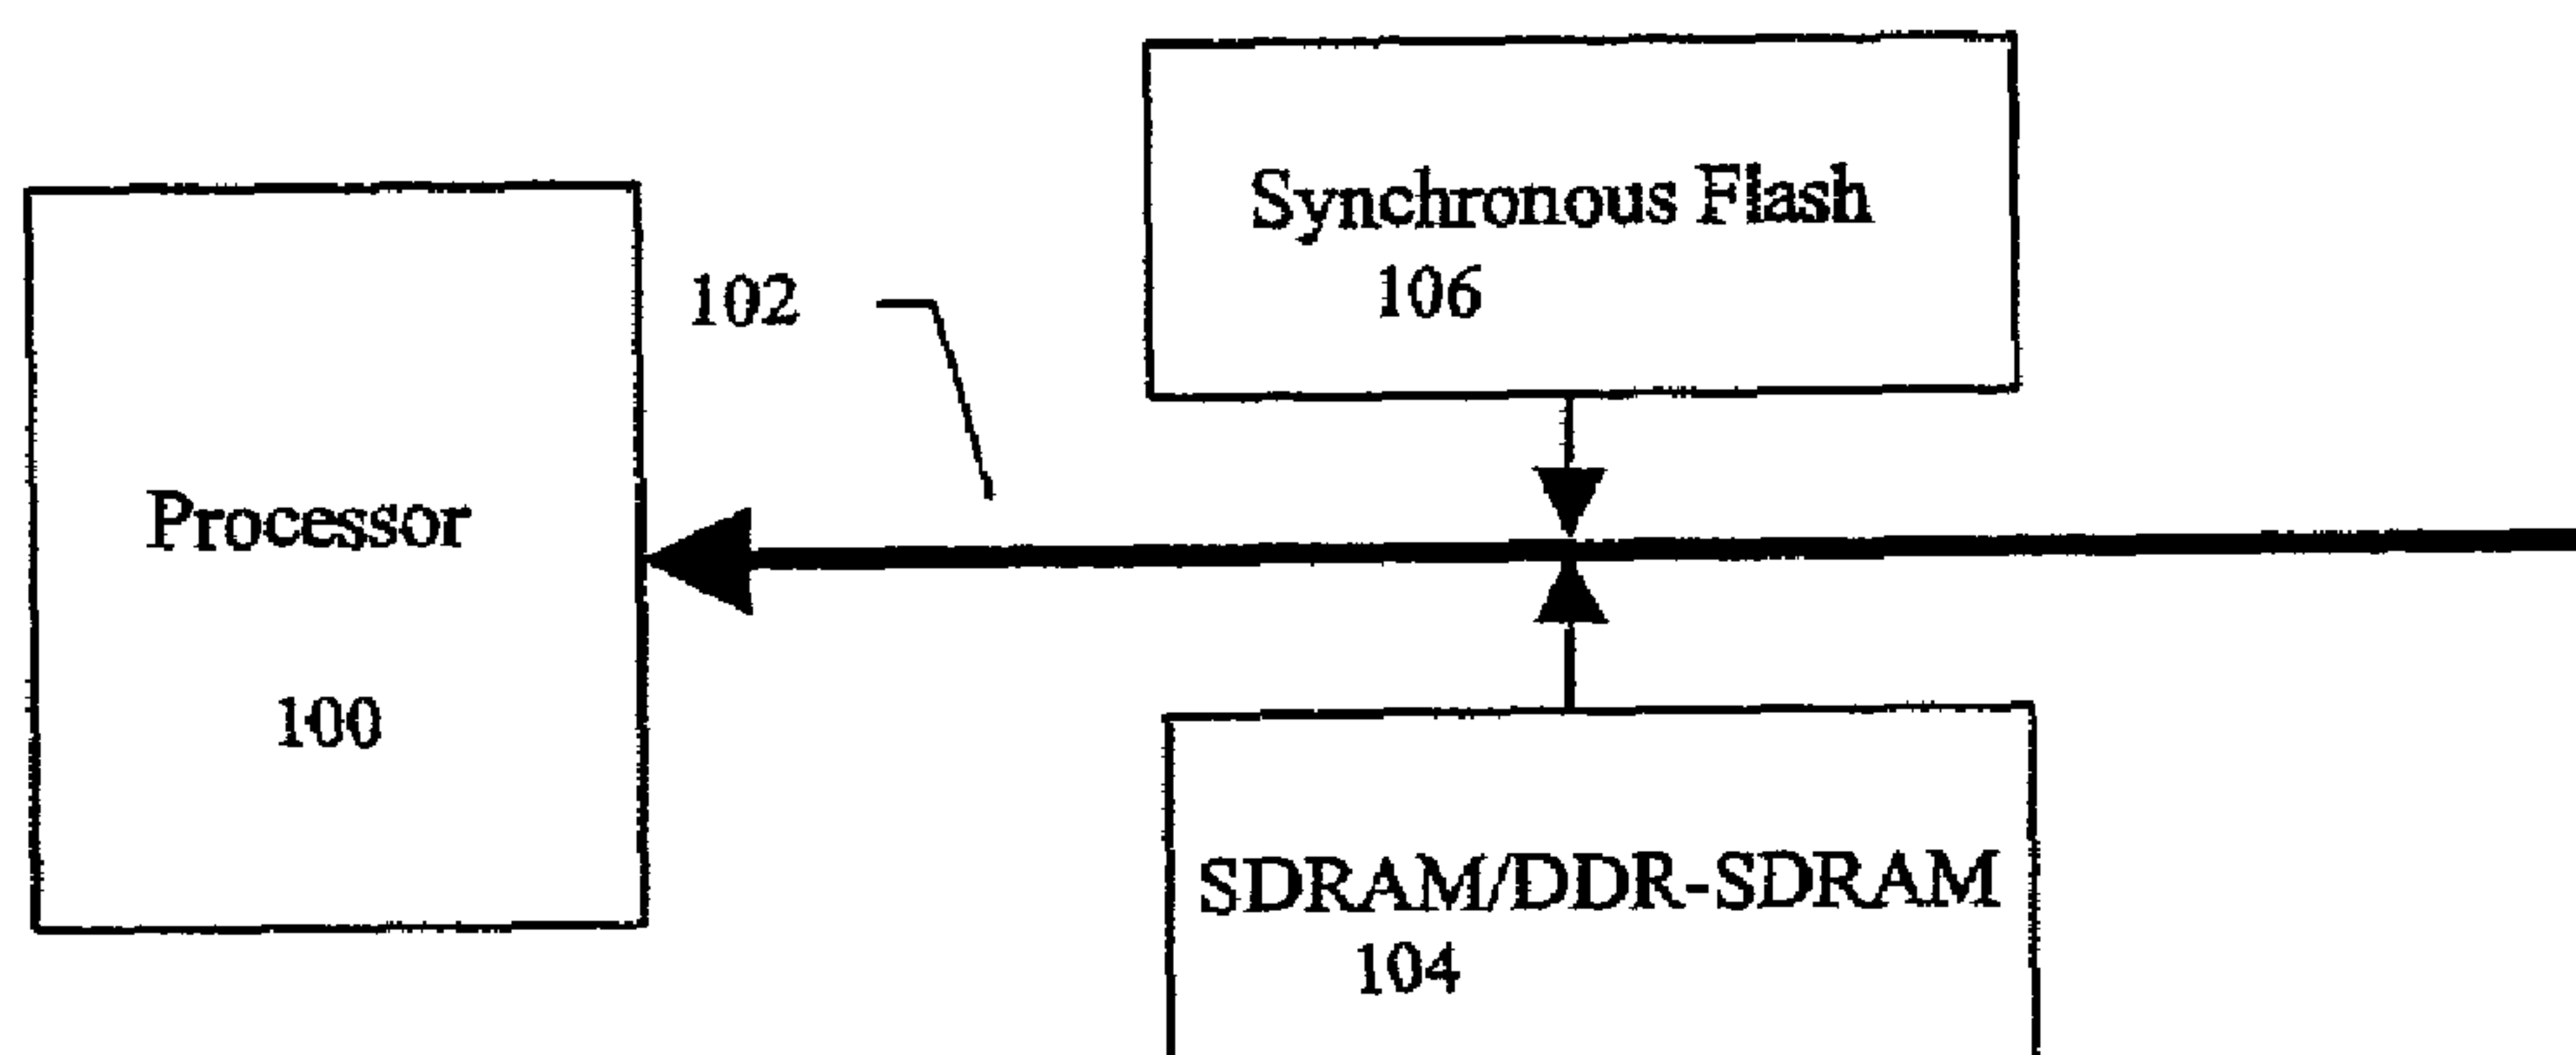 Synchronous Flash
106
102
Processor
100
SDRAM/DDR-SDRAM
104